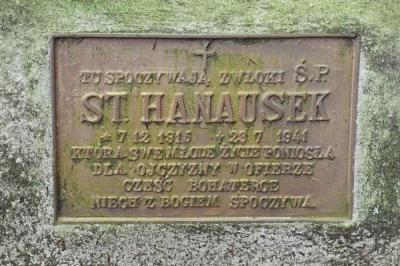 TU SPOCZYWAJĄ ZWŁOKI Ś.P.
ST HANAUSEK
* 7 12 1915 + 23 7 1941
KTÓRA SWE MŁODE ŻYCIE PONIOSŁA
DLA OJCZYZNY W OFIERZE
CZEŚĆ BOHATERCE
NIECH Z BOGIEM SPOCZYWA